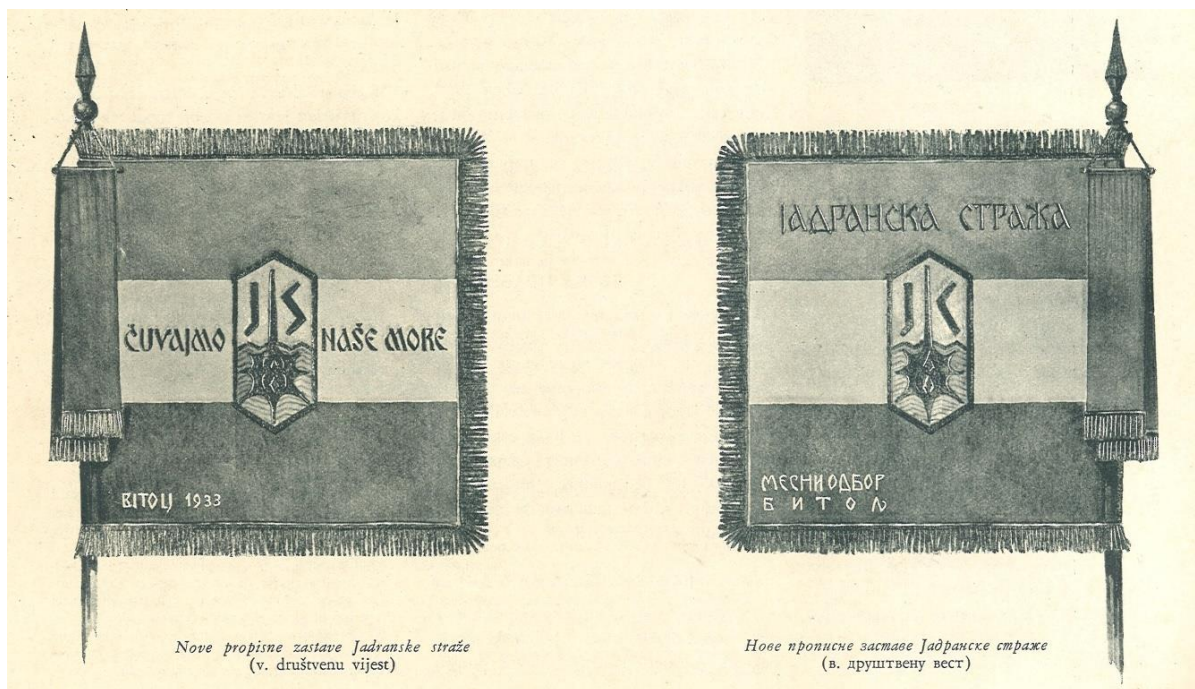 ČUVAJMO
JS
NAŠE MORE
BITOLJ 1933
Nove propisne zastave Jadranske straže
(v. društvenu vijest)
ЈАДРАНСКА СТРАЖА
ЈС
МЕСНИ ОДБОР
БИТОЉ
Нове прописне заставе Јадранске страже
(в. друштвену вест)